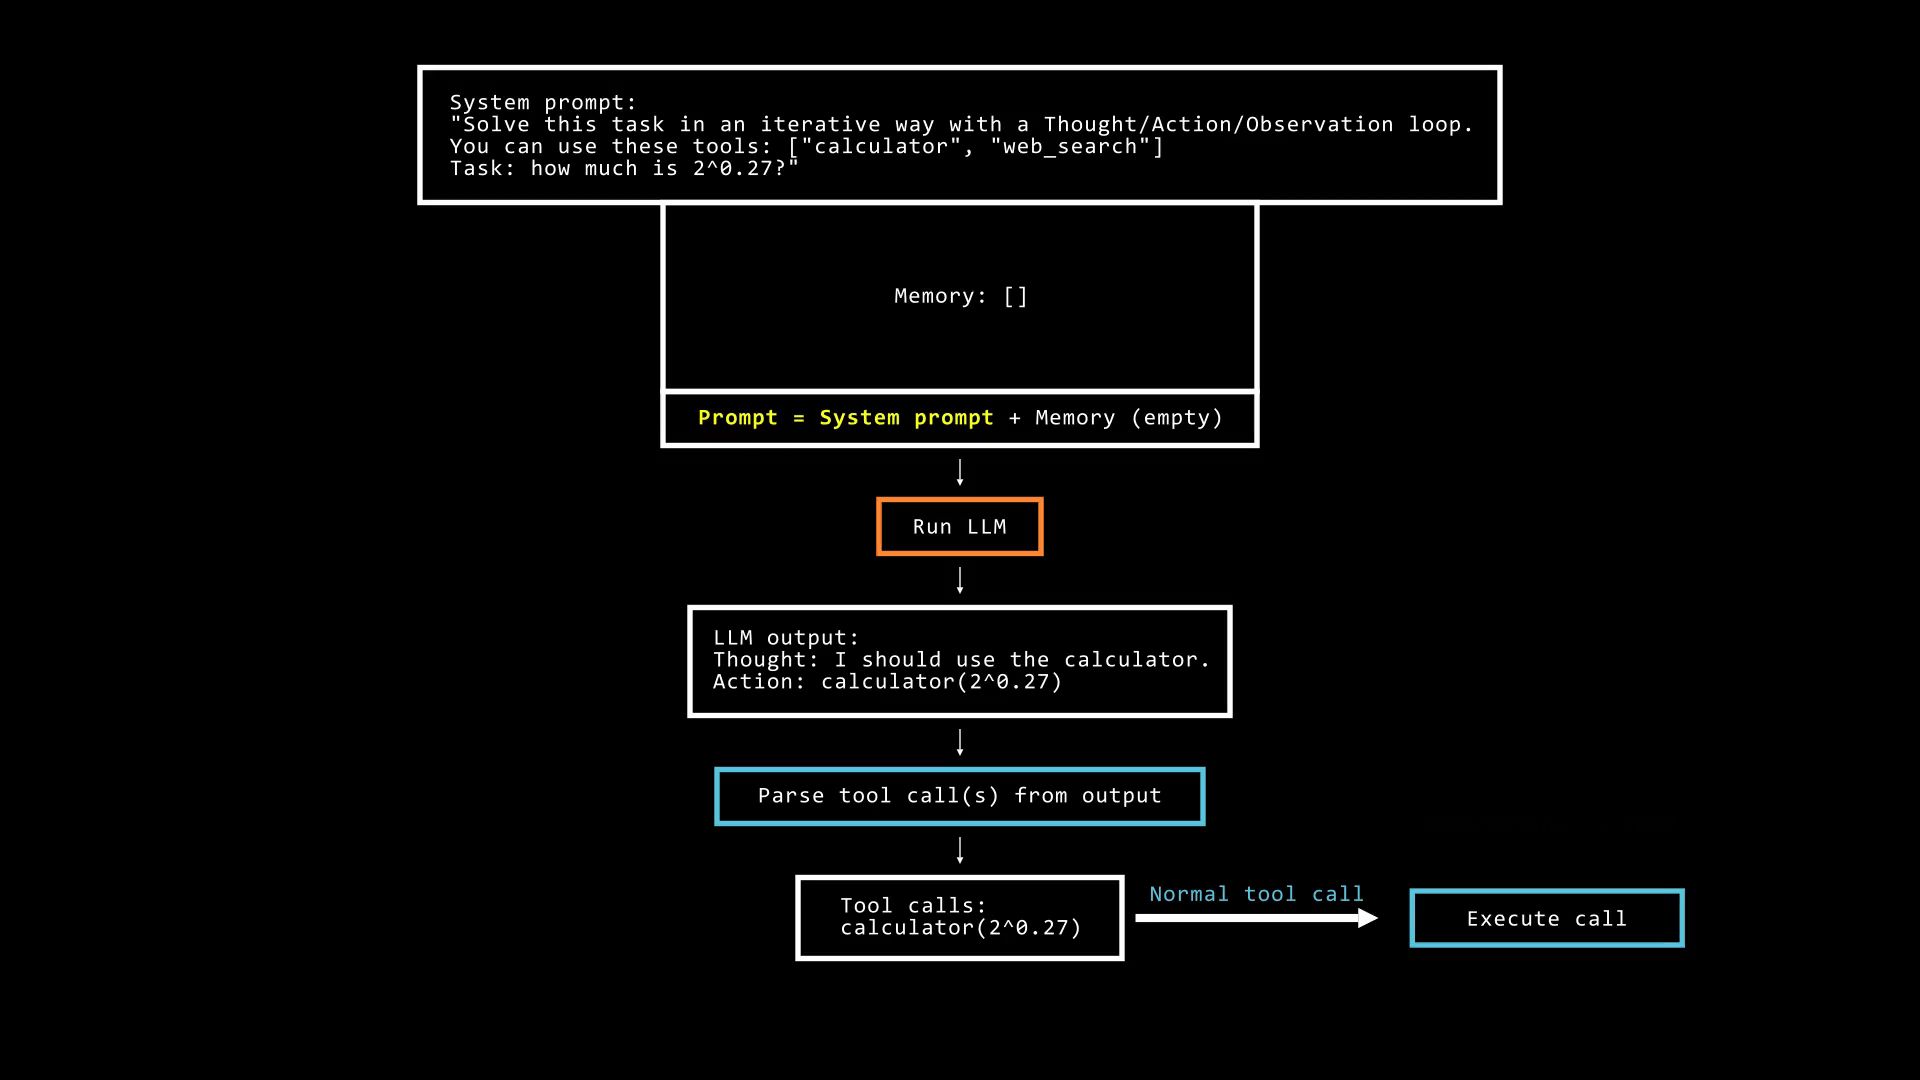 System prompt:
"Solve this task in an iterative way with a Thought/Action/Observation loop.
You can use these tools: ["calculator", "web_search"]
Task: how much is 2^0.27?"
Memory: []
Prompt = System prompt + Memory (empty)
Run LLM
LLM output:
Thought: I should use the calculator.
Action: calculator(2^0.27)
Parse tool call(s) from output
Tool calls:
calculator(2^0.27)
Normal tool call
Execute call